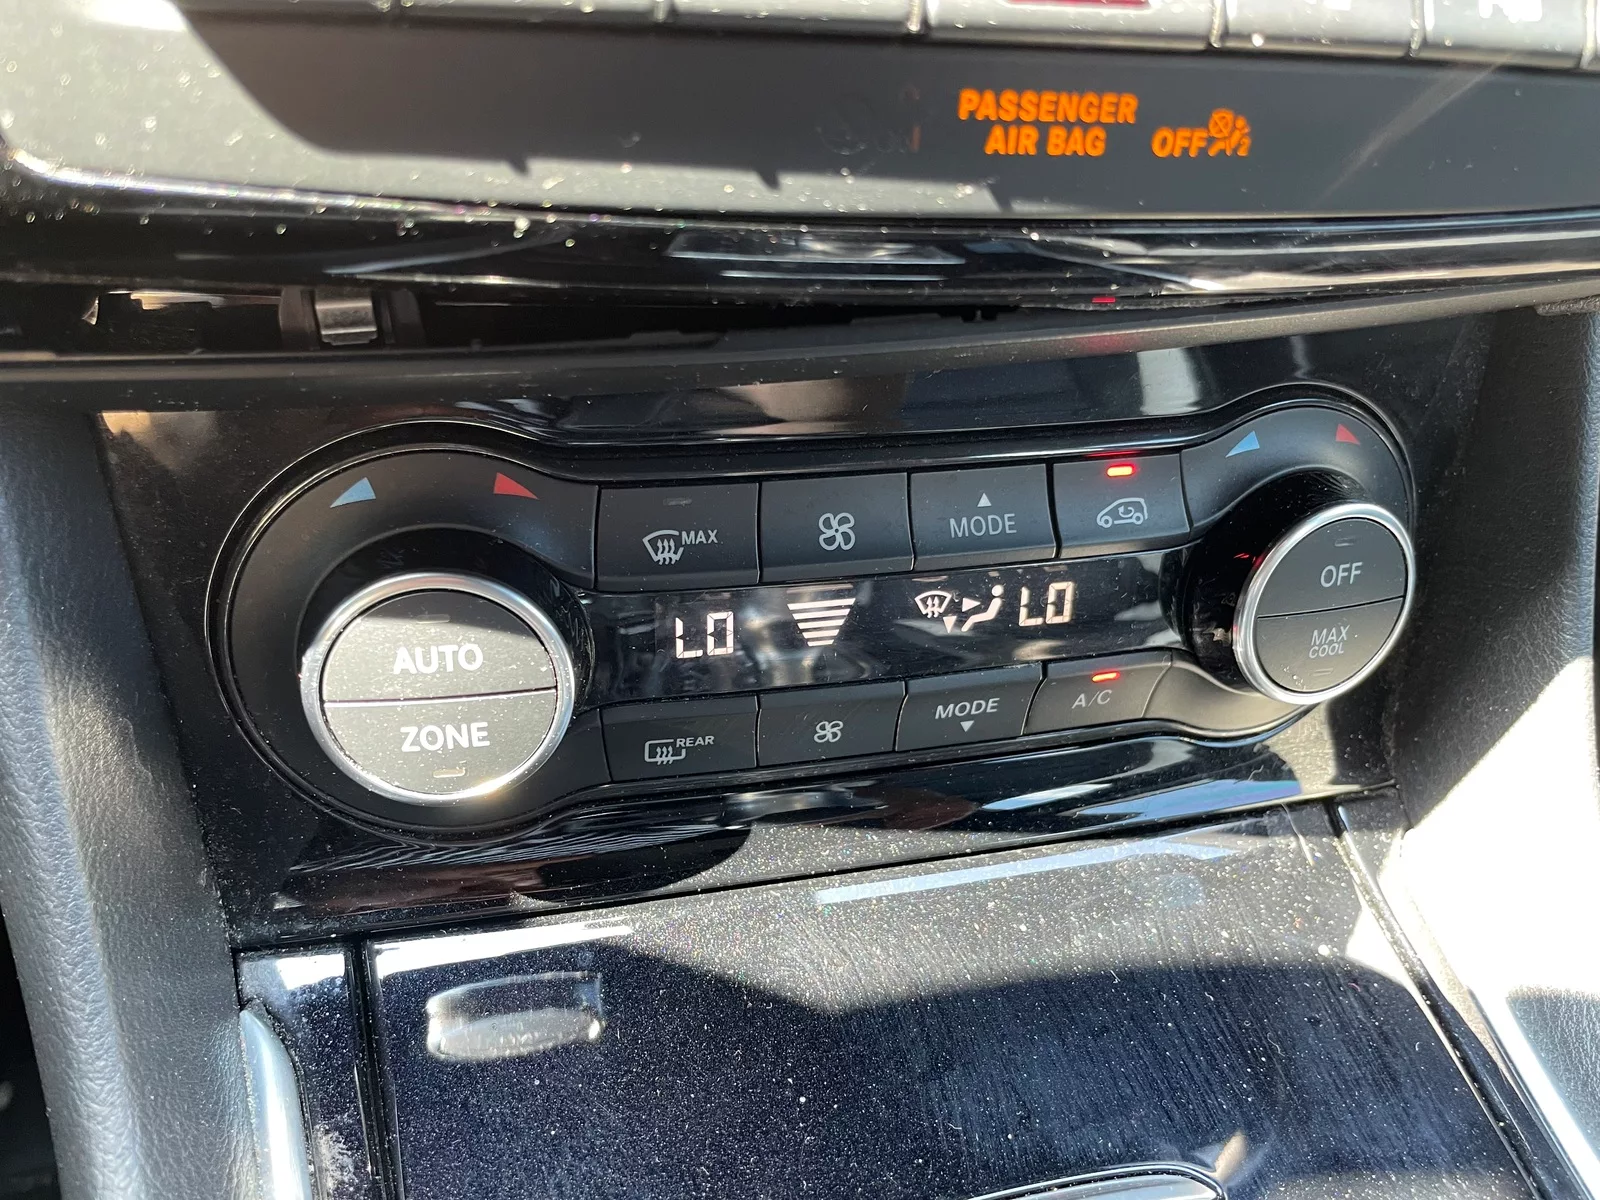 PASSENGER
AIR BAG OFF
MAX
MODE
OFF
MAX
COOL
AUTO
ZONE
LO
LO
REAR
MODE
A/C